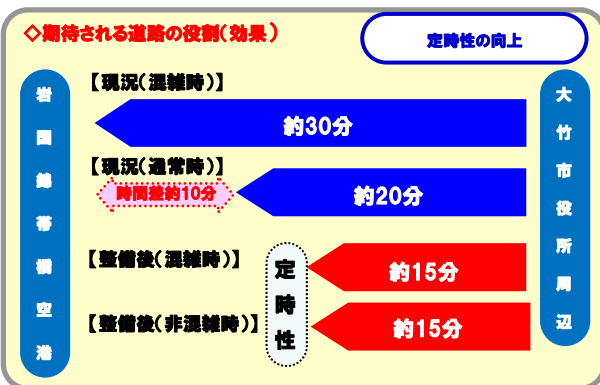 ◇期待される道路の役割(効果)
定時性の向上
岩国錦帯橋空港
大竹市役所周辺
【現況(混雑時)】
約30分
【現況(通常時)】
時間差約10分
約20分
【整備後(混雑時)】
約15分
定時性
【整備後(非混雑時)】
約15分